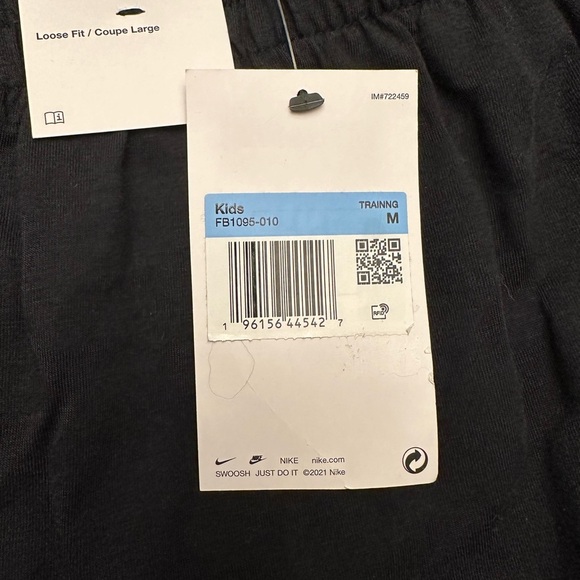 Loose Fit / Coupe Large
IM#722459
Kids
TRAINNG
FB1095-010
M
1 96156 44542 7
RFID
NIKE nike.com
SWOOSH JUST DO IT ©2021 Nike